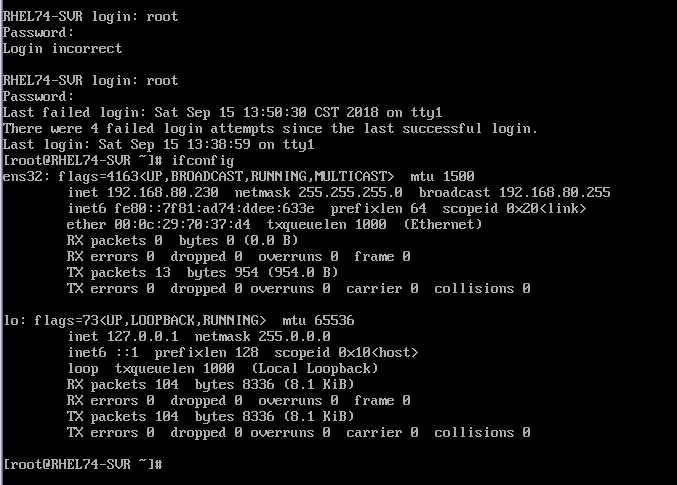 RHEL74-SVR login: root
Password:
Login incorrect
RHEL74-SVR login: root
Password:
Last failed login: Sat Sep 15 13:50:30 CST 2018 on tty1
There were 4 failed login attempts since the last successful login.
Last login: Sat Sep 15 13:38:59 on tty1
[root@RHEL74-SVR ~]# ifconfig
ens32: flags=4163<UP,BROADCAST,RUNNING,MULTICAST>  mtu 1500
        inet 192.168.80.230  netmask 255.255.255.0  broadcast 192.168.80.255
        inet6 fe80::7f81:ad74:ddee:633e  prefixlen 64  scopeid 0x20<link>
        ether 00:0c:29:70:37:d4  txqueuelen 1000  (Ethernet)
        RX packets 0  bytes 0 (0.0 B)
        RX errors 0  dropped 0  overruns 0  frame 0
        TX packets 13  bytes 954 (954.0 B)
        TX errors 0  dropped 0 overruns 0  carrier 0  collisions 0
lo: flags=73<UP,LOOPBACK,RUNNING>  mtu 65536
        inet 127.0.0.1  netmask 255.0.0.0
        inet6 ::1  prefixlen 128  scopeid 0x10<host>
        loop  txqueuelen 1000  (Local Loopback)
        RX packets 104  bytes 8336 (8.1 KiB)
        RX errors 0  dropped 0  overruns 0  frame 0
        TX packets 104  bytes 8336 (8.1 KiB)
        TX errors 0  dropped 0 overruns 0  carrier 0  collisions 0
[root@RHEL74-SVR ~]#